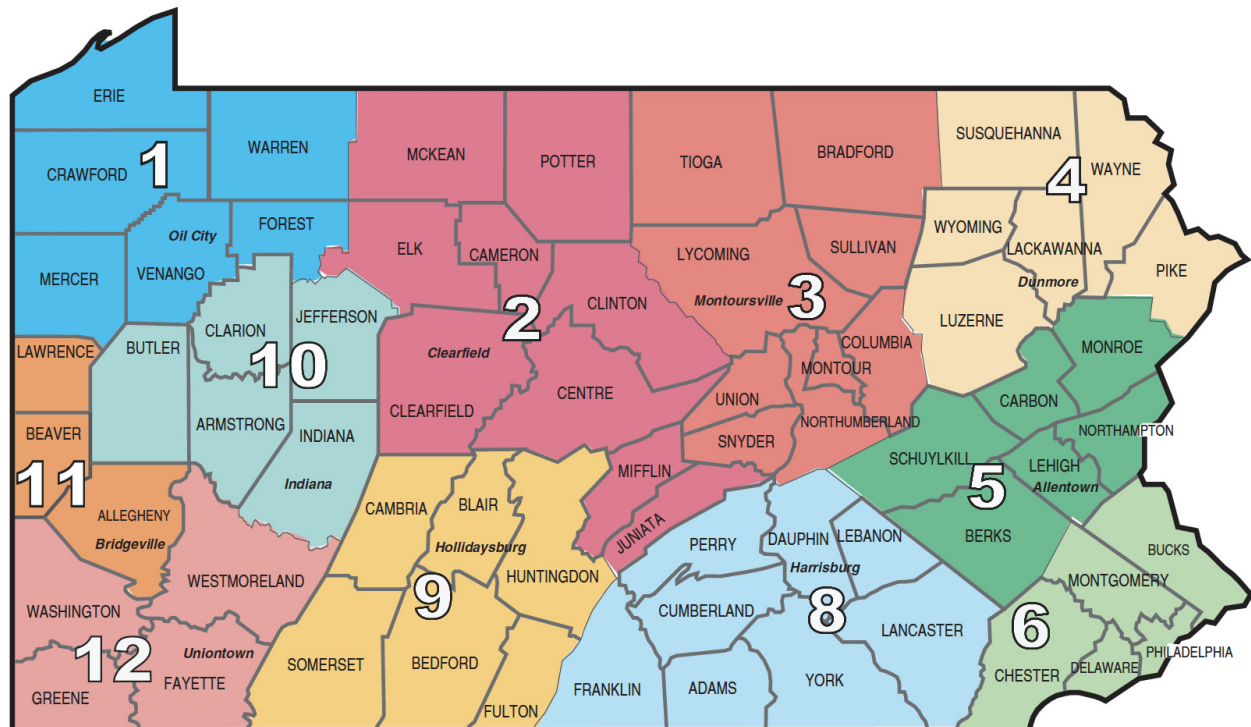 ERIE
CRAWFORD
1
WARREN
Oil City
FOREST
MERCER
VENANGO
MCKEAN
POTTER
ELK
CAMERON
CLINTON
2
Clearfield
CLEARFIELD
CENTRE
MIFFLIN
JUNIATA
TIOGA
BRADFORD
LYCOMING
SULLIVAN
Montoursville
3
COLUMBIA
MONTOUR
UNION
NORTHUMBERLAND
SNYDER
SUSQUEHANNA
WAYNE
4
WYOMING
LACKAWANNA
PIKE
Dunmore
LUZERNE
MONROE
CARBON
NORTHAMPTON
SCHUYLKILL
LEHIGH
5
Allentown
BERKS
BUCKS
MONTGOMERY
6
PHILADELPHIA
DELAWARE
CHESTER
DAUPHIN
LEBANON
PERRY
Harrisburg
CUMBERLAND
8
LANCASTER
YORK
FRANKLIN
ADAMS
CAMBRIA
BLAIR
Hollidaysburg
HUNTINGDON
9
SOMERSET
BEDFORD
FULTON
CLARION
JEFFERSON
BUTLER
10
ARMSTRONG
INDIANA
Indiana
LAWRENCE
BEAVER
11
ALLEGHENY
Bridgeville
WESTMORELAND
WASHINGTON
12
Uniontown
FAYETTE
GREENE